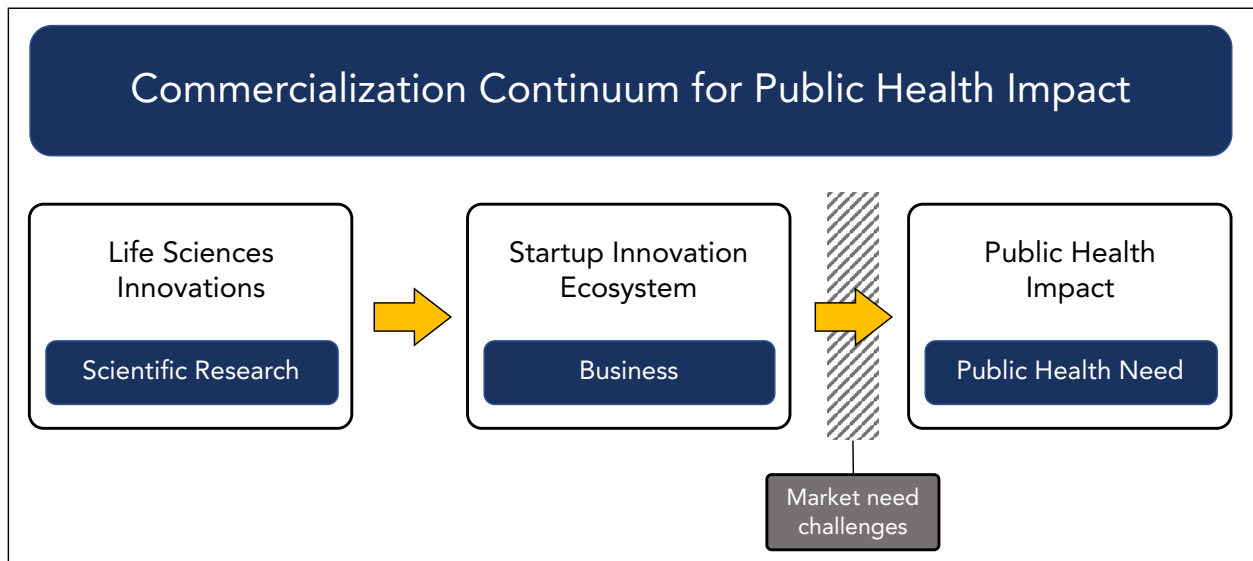 Commercialization Continuum for Public Health Impact
Life Sciences
Innovations
Scientific Research
Startup Innovation
Ecosystem
Business
Public Health
Impact
Public Health Need
Market need
challenges